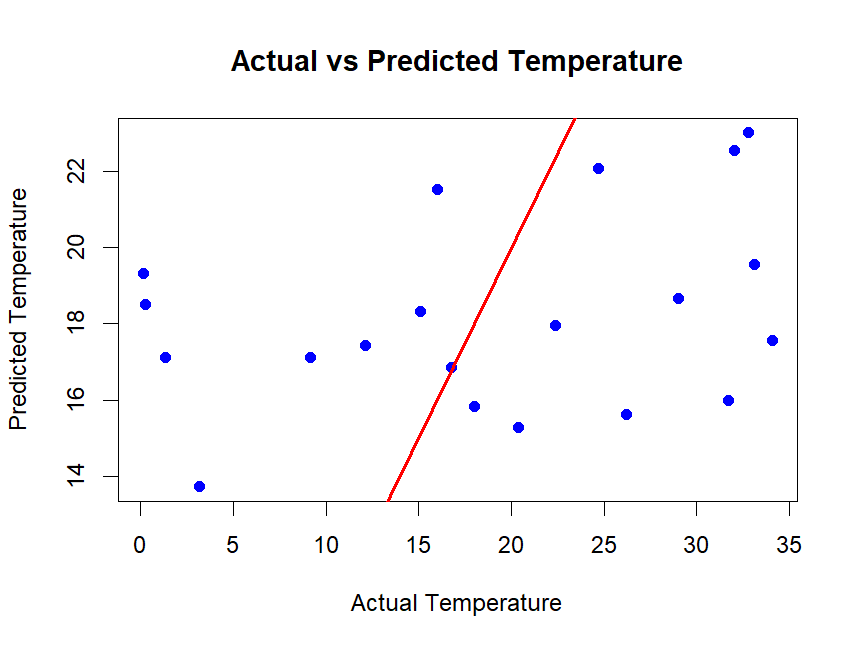 Actual vs Predicted Temperature
Predicted Temperature
22
20
18
16
14
0 5 10 15 20 25 30 35
Actual Temperature